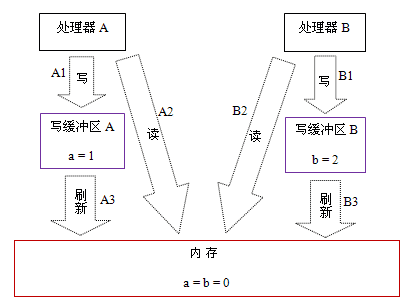 处理器 A
处理器 B
A1
写
A2
读
B2
读
写
B1
写缓冲区 A
a = 1
写缓冲区 B
b = 2
刷新
A3
刷新
B3
内 存
a = b = 0